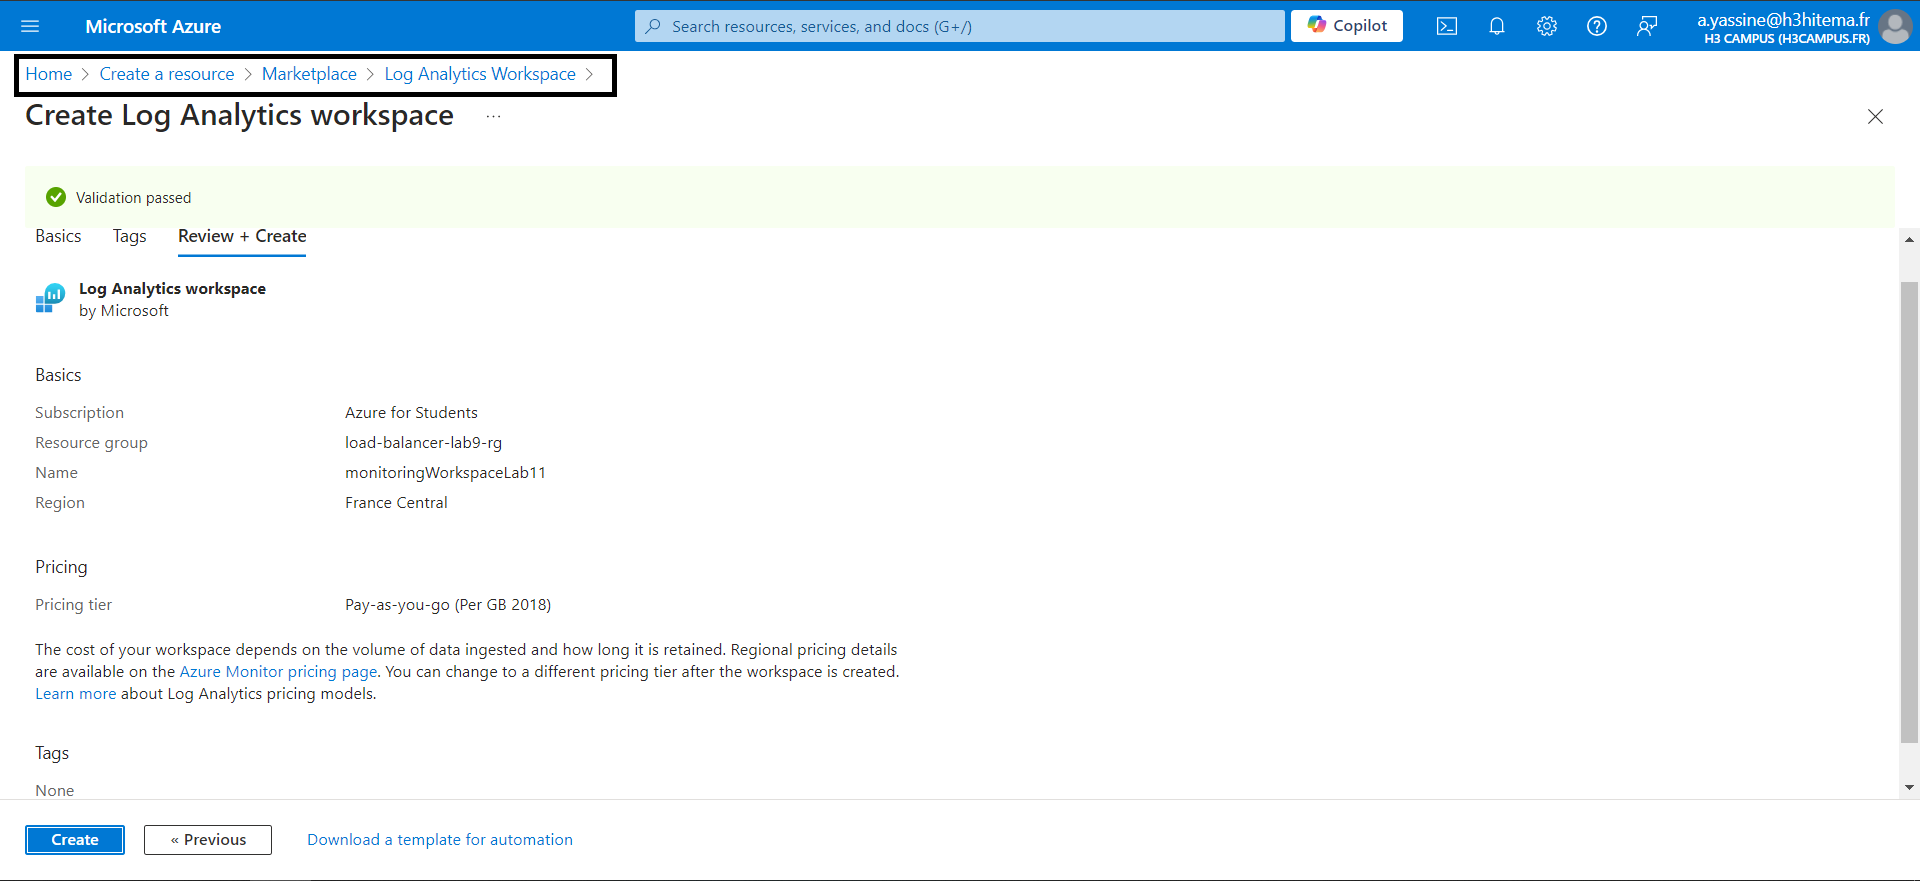 Microsoft Azure
Search resources, services, and docs (G+/)
Copilot
a.yassine@h3hitema.fr
H3 CAMPUS (H3CAMPUS.FR)
Home > Create a resource > Marketplace > Log Analytics Workspace >
Create Log Analytics workspace ...
Validation passed
Basics Tags Review + Create
Log Analytics workspace
by Microsoft
Basics
Subscription Azure for Students
Resource group load-balancer-lab9-rg
Name monitoringWorkspaceLab11
Region France Central
Pricing
Pricing tier Pay-as-you-go (Per GB 2018)
The cost of your workspace depends on the volume of data ingested and how long it is retained. Regional pricing details
are available on the Azure Monitor pricing page. You can change to a different pricing tier after the workspace is created.
Learn more about Log Analytics pricing models.
Tags
None
Create « Previous Download a template for automation